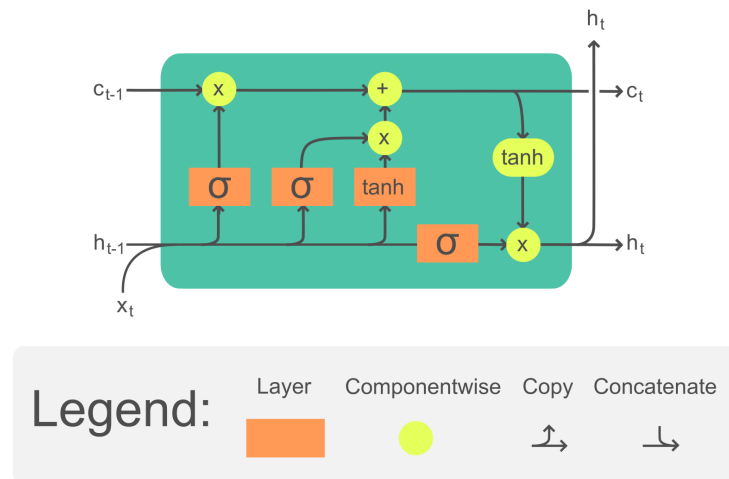 h_t
c_{t-1} x + c_t
x
tanh
σ σ tanh
h_{t-1} σ x h_t
x_t
Legend:
Layer Componentwise Copy Concatenate